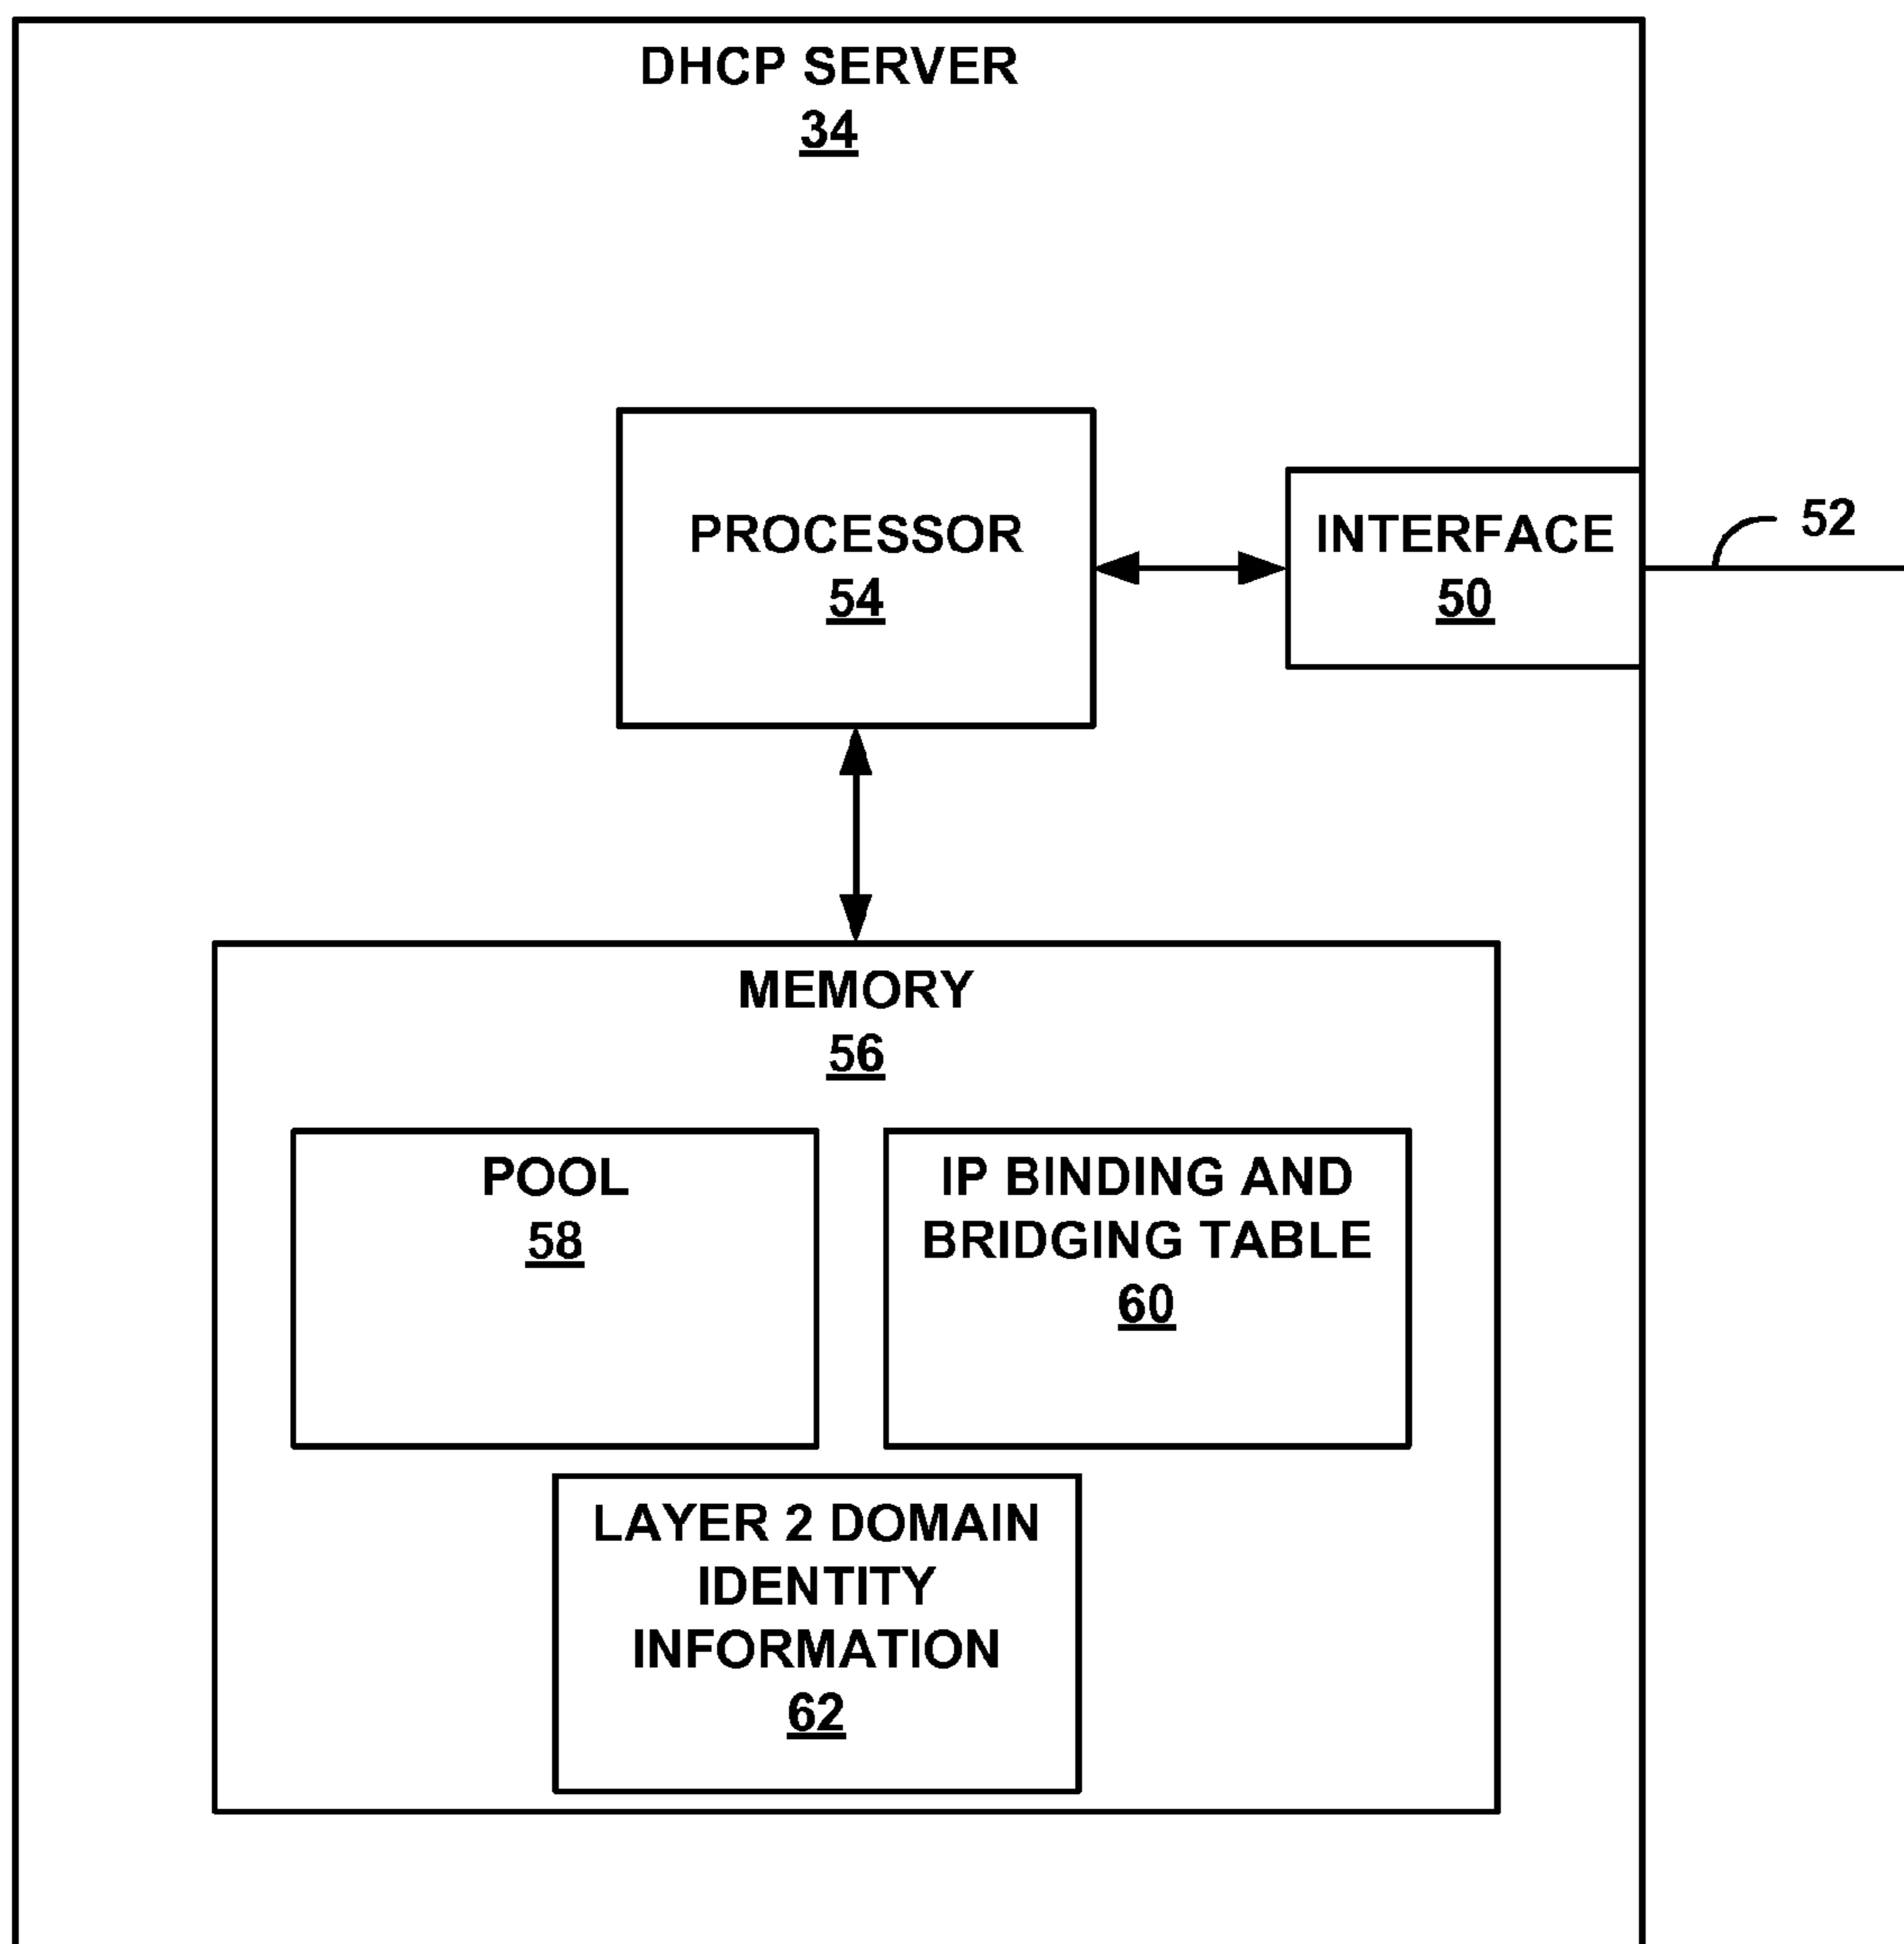 DHCP SERVER
34
PROCESSOR
54
INTERFACE
50
52
MEMORY
56
POOL
58
IP BINDING AND
BRIDGING TABLE
60
LAYER 2 DOMAIN
IDENTITY
INFORMATION
62